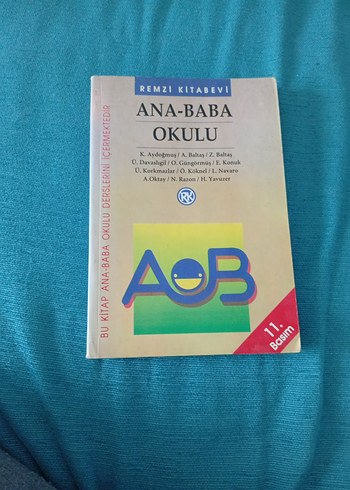 REMZİ KİTABEVİ
ANA-BABA
OKULU
K. Aydoğmuş / A. Baltaş / Z. Baltaş
Ü. Davaslıgil / O. Güngörmüş / E. Konuk
Ü. Korkmazlar / Ö. Köknel / L. Navaro
A. Oktay / N. Razon / H. Yavuzer
RK
AOB
11.
Basım
BU KİTAP ANA-BABA OKULU DERSLERİNİ İÇERMEKTEDİR